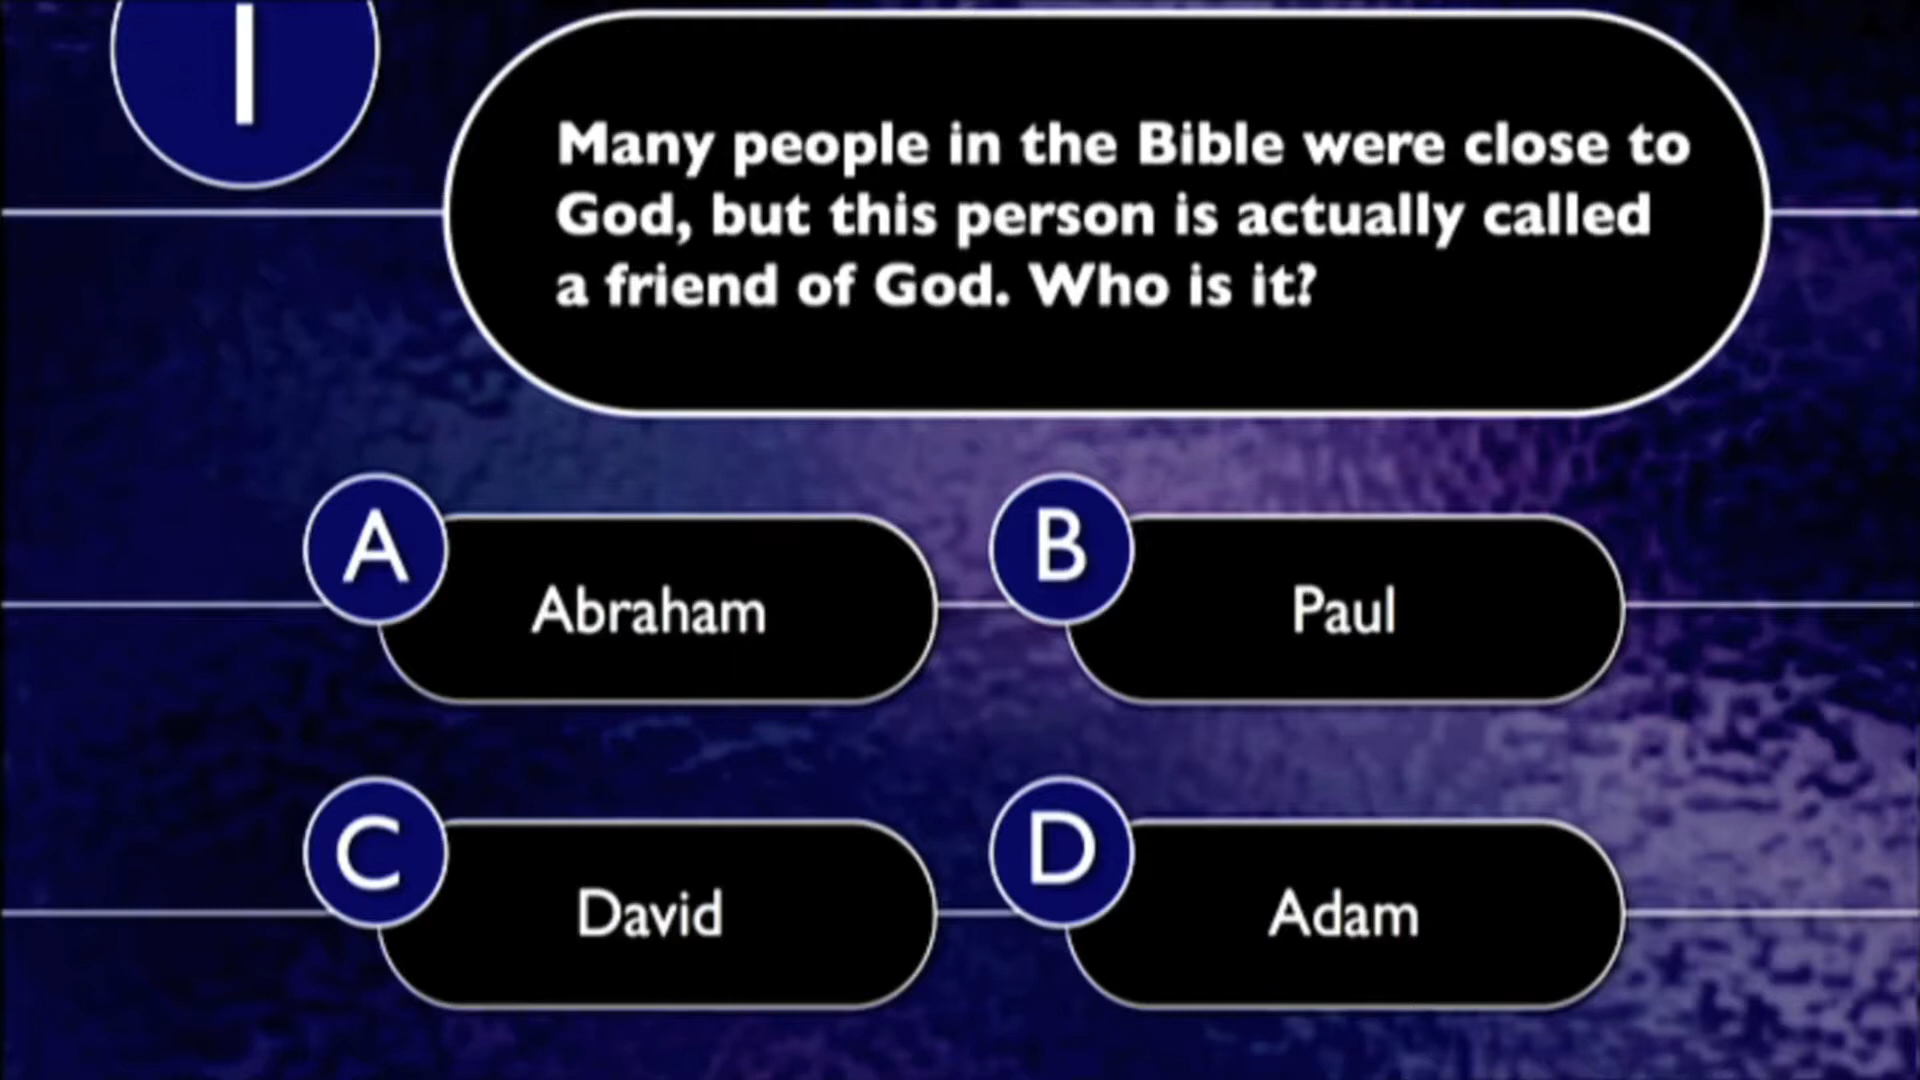 1
Many people in the Bible were close to
God, but this person is actually called
a friend of God. Who is it?
A
Abraham
B
Paul
C
David
D
Adam